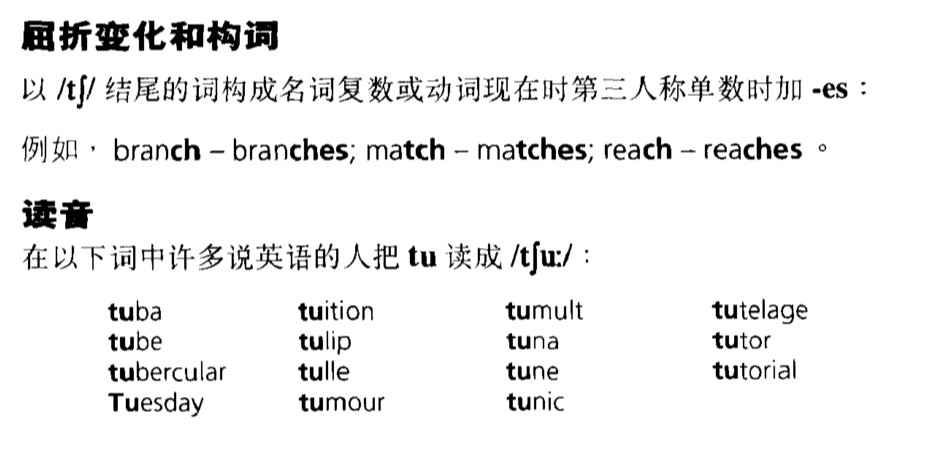 屈折变化和构词
以 /tʃ/ 结尾的词构成名词复数或动词现在时第三人称单数时加 -es：
例如， branch – branches; match – matches; reach – reaches 。
读音
在以下词中许多说英语的人把 tu 读成 /tʃuː/：
tuba tuition tumult tutelage
tube tulip tuna tutor
tubercular tulle tune tutorial
Tuesday tumour tunic